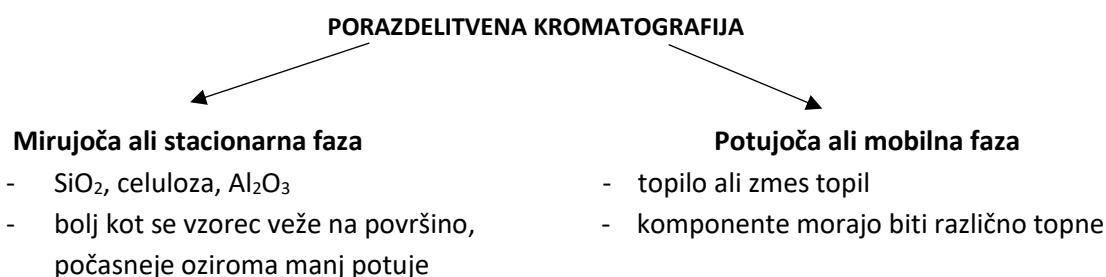 PORAZDELITVENA KROMATOGRAFIJA
Mirujoča ali stacionarna faza
- SiO₂, celuloza, Al₂O₃
- bolj kot se vzorec veže na površino,
počasneje oziroma manj potuje
Potujoča ali mobilna faza
- topilo ali zmes topil
- komponente morajo biti različno topne